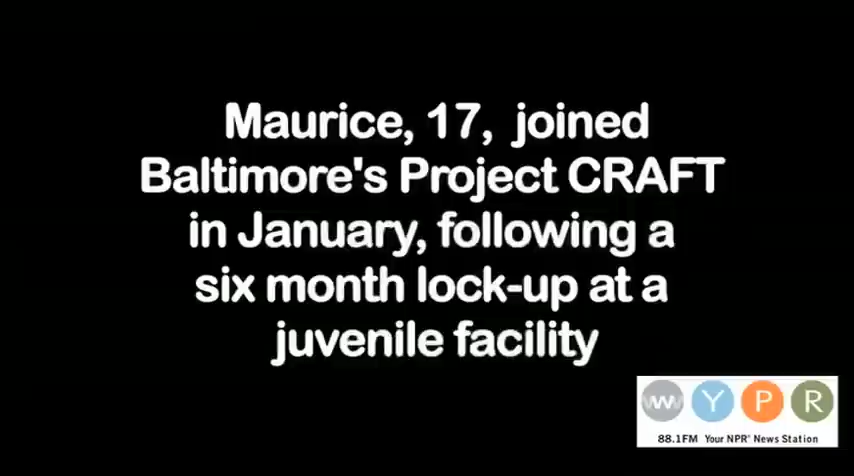 Maurice, 17, joined
Baltimore's Project CRAFT
in January, following a
six month lock-up at a
juvenile facility
WYPR
88.1FM Your NPR® News Station